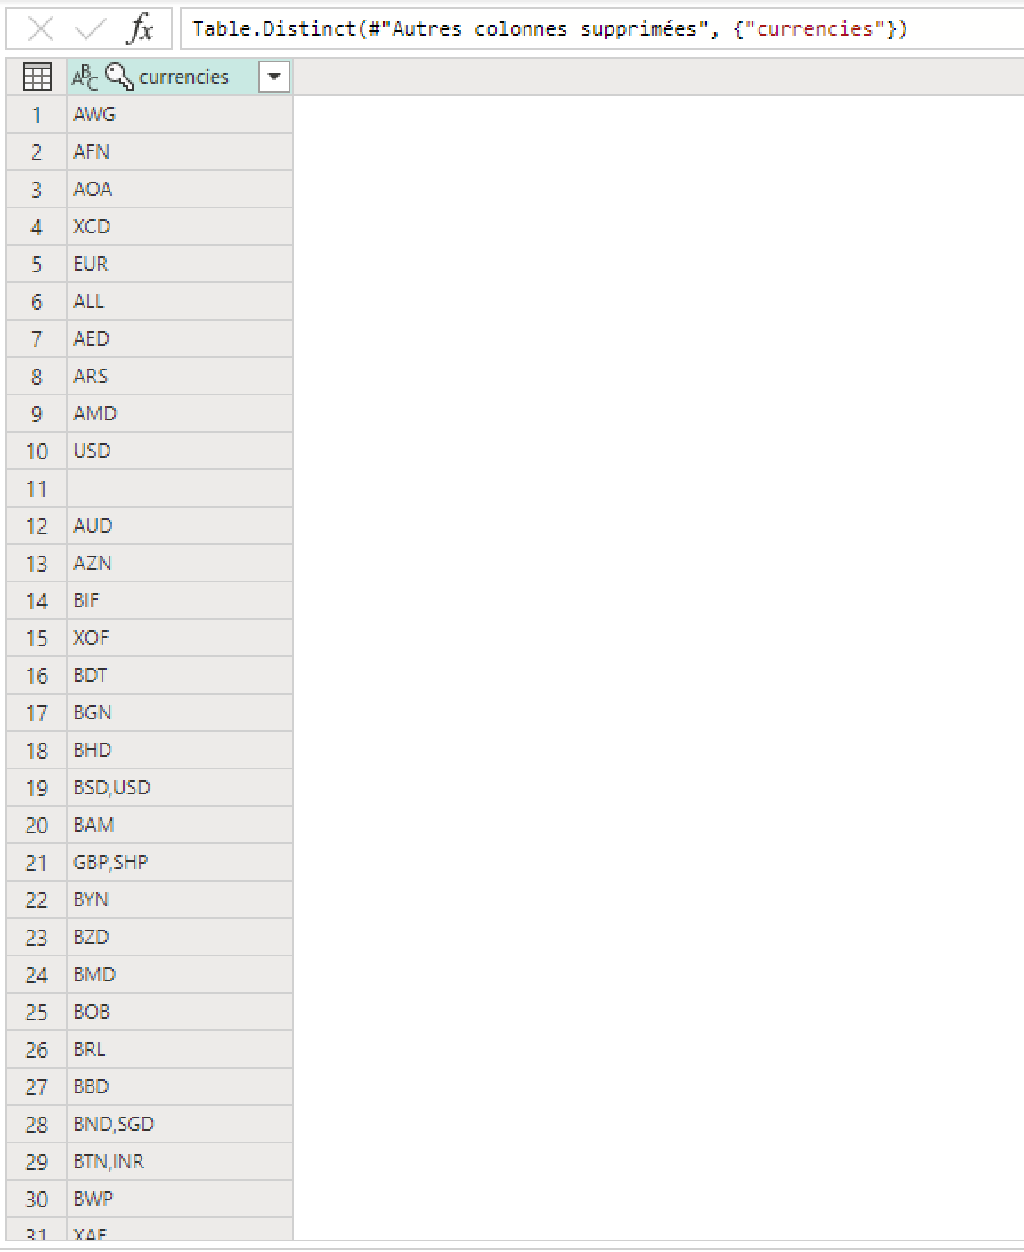 fx Table.Distinct(#"Autres colonnes supprimées", {"currencies"})
ABC currencies
1 AWG
2 AFN
3 AOA
4 XCD
5 EUR
6 ALL
7 AED
8 ARS
9 AMD
10 USD
11
12 AUD
13 AZN
14 BIF
15 XOF
16 BDT
17 BGN
18 BHD
19 BSD,USD
20 BAM
21 GBP,SHP
22 BYN
23 BZD
24 BMD
25 BOB
26 BRL
27 BBD
28 BND,SGD
29 BTN,INR
30 BWP
31 XAF